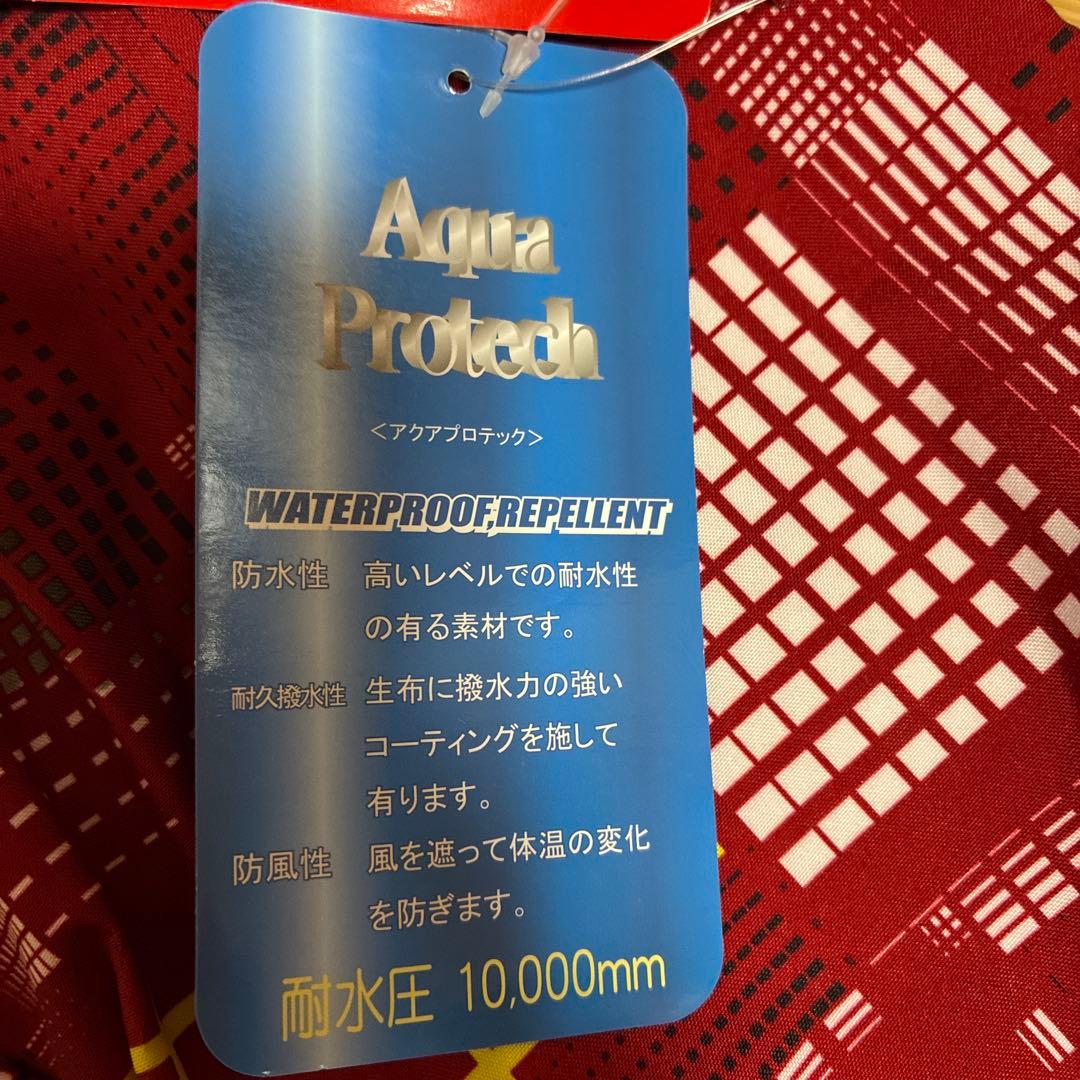 Aqua
Protech
＜アクアプロテック＞
WATERPROOF,REPELLENT
防水性 高いレベルでの耐水性
の有る素材です。
耐久撥水性 生布に撥水力の強い
コーティングを施して
有ります。
防風性 風を遮って体温の変化
を防ぎます。
耐水圧 10,000mm